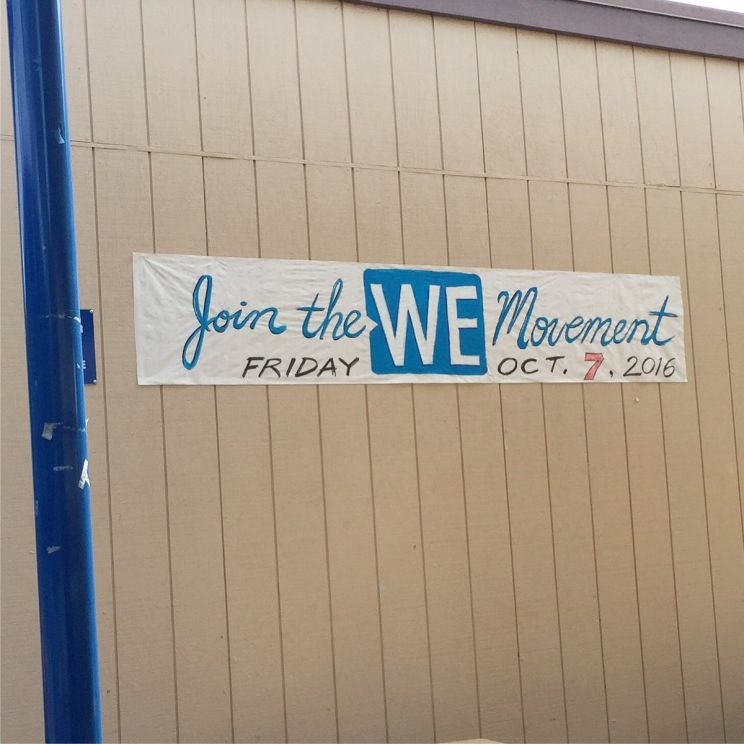 Join the WE Movement
FRIDAY OCT. 7, 2016